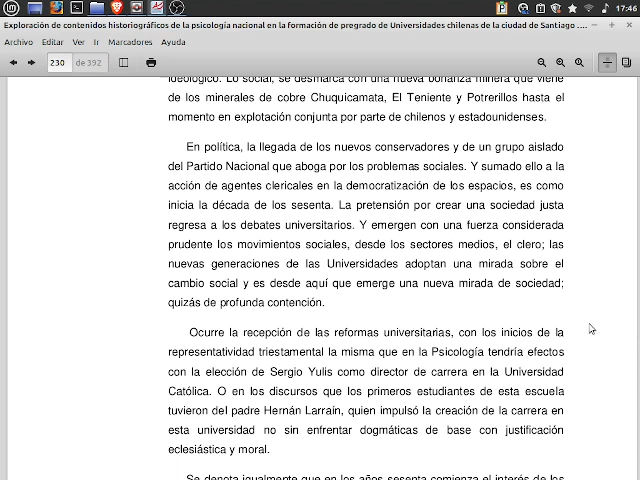 17:46
Exploración de contenidos historiográficos de la psicología nacional en la formación de pregrado de Universidades chilenas de la ciudad de Santiago ....
Archivo Editar Ver Ir Marcadores Ayuda
230 de 392
ideológico. Lo social, se desmarca con una nueva bonanza minera que viene
de los minerales de cobre Chuquicamata, El Teniente y Potrerillos hasta el
momento en explotación conjunta por parte de chilenos y estadounidenses.
En política, la llegada de los nuevos conservadores y de un grupo aislado
del Partido Nacional que aboga por los problemas sociales. Y sumado ello a la
acción de agentes clericales en la democratización de los espacios, es como
inicia la década de los sesenta. La pretensión por crear una sociedad justa
regresa a los debates universitarios. Y emergen con una fuerza considerada
prudente los movimientos sociales, desde los sectores medios, el clero; las
nuevas generaciones de las Universidades adoptan una mirada sobre el
cambio social y es desde aquí que emerge una nueva mirada de sociedad;
quizás de profunda contención.
Ocurre la recepción de las reformas universitarias, con los inicios de la
representatividad triestamental la misma que en la Psicología tendría efectos
con la elección de Sergio Yulis como director de carrera en la Universidad
Católica. O en los discursos que los primeros estudiantes de esta escuela
tuvieron del padre Hernán Larraín, quien impulsó la creación de la carrera en
esta universidad no sin enfrentar dogmáticas de base con justificación
eclesiástica y moral.
Se denota igualmente que en los años sesenta comienza el interés de los